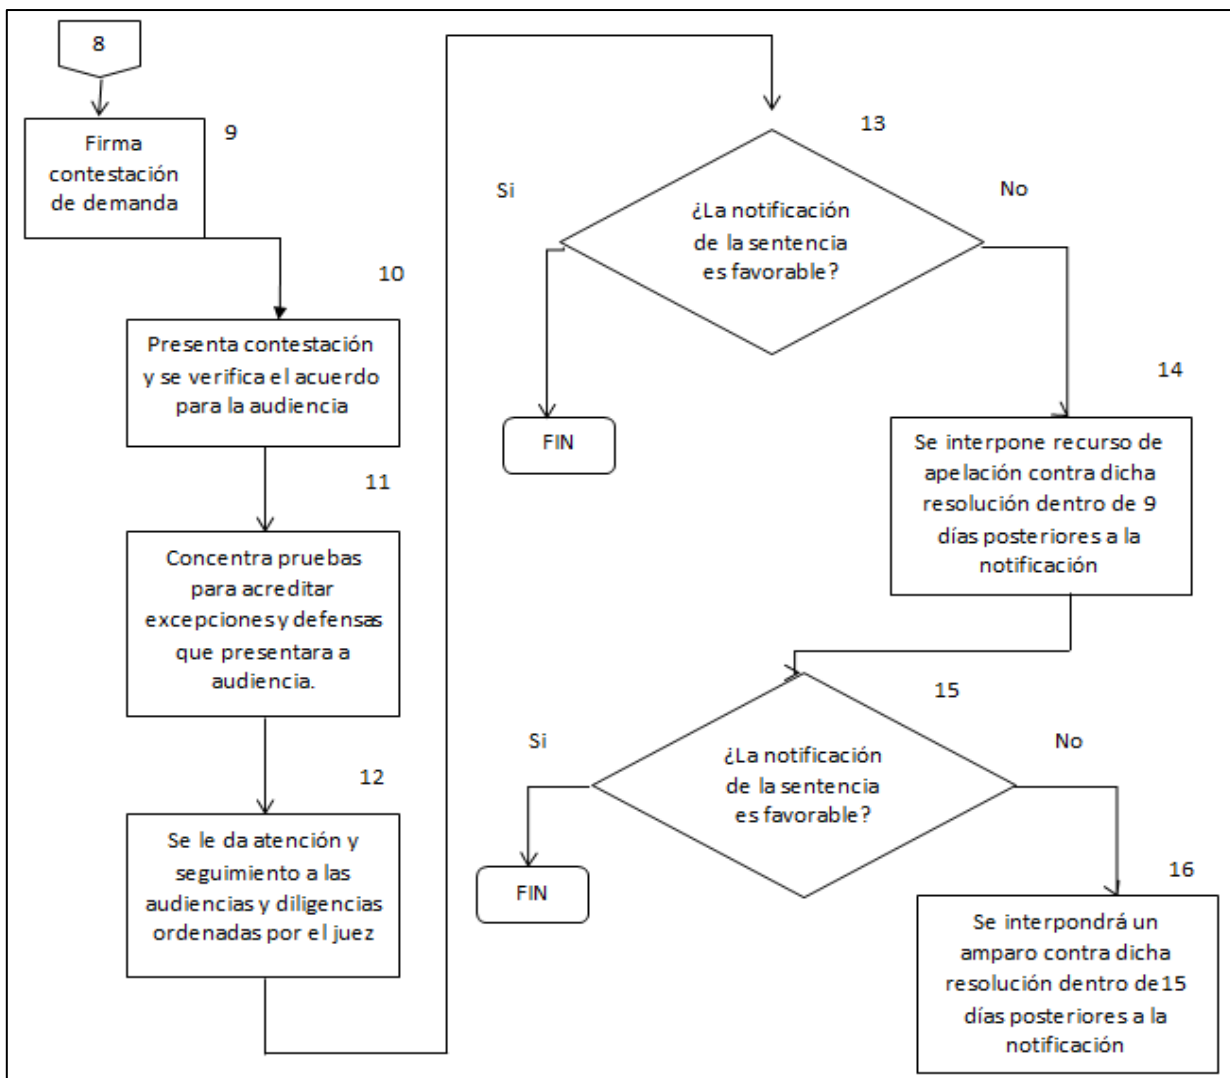 8
9
Firma
contestación
de demanda
10
Presenta contestación
y se verifica el acuerdo
para la audiencia
11
Concentra pruebas
para acreditar
excepciones y defensas
que presentara a
audiencia.
12
Se le da atención y
seguimiento a las
audiencias y diligencias
ordenadas por el juez
13
Si
No
¿La notificación
de la sentencia
es favorable?
FIN
14
Se interpone recurso de
apelación contra dicha
resolución dentro de 9
días posteriores a la
notificación
15
Si
No
¿La notificación
de la sentencia
es favorable?
FIN
16
Se interpondrá un
amparo contra dicha
resolución dentro de15
días posteriores a la
notificación